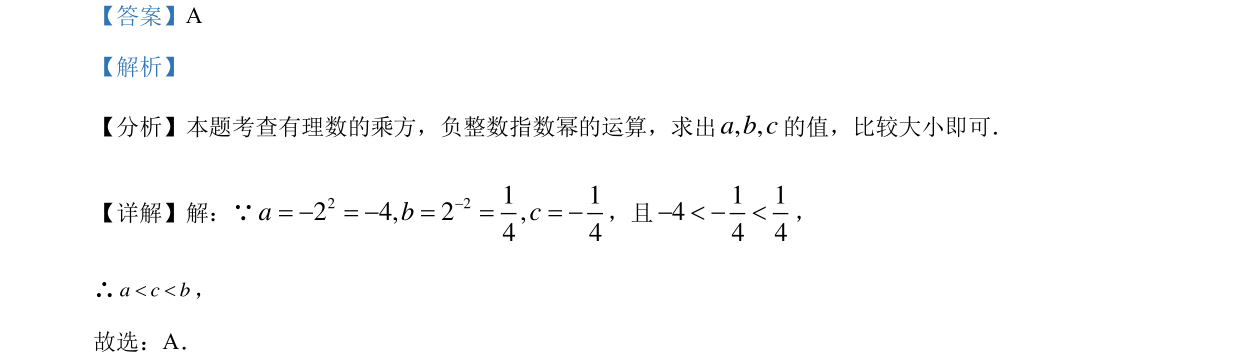 【答案】A
【解析】
【分析】本题考查有理数的乘方，负整数指数幂的运算，求出a,b,c的值，比较大小即可．
【详解】解：∵a=−2²=−4,b=2⁻²=1/4,c=−1/4，且−4<−1/4<1/4，
∴a<c<b，
故选：A．